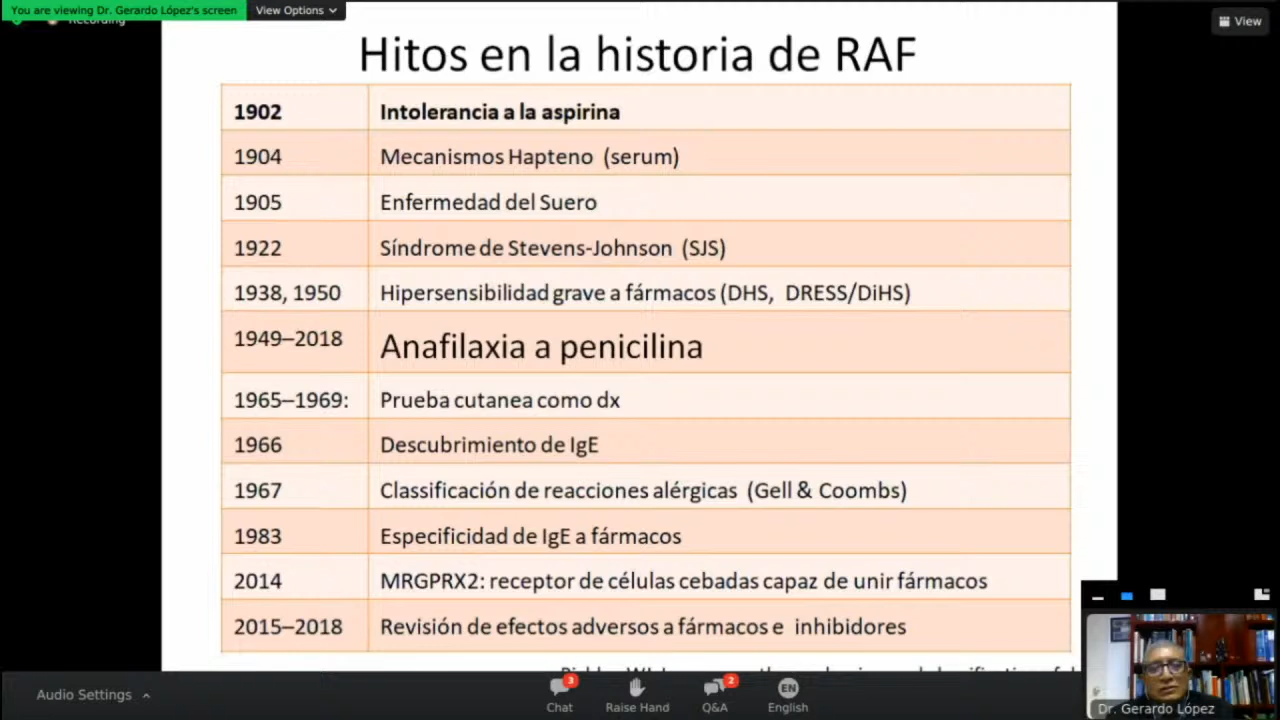 You are viewing Dr. Gerardo López's screen
View Options
Recording
View
Hitos en la historia de RAF
1902 Intolerancia a la aspirina
1904 Mecanismos Hapteno (serum)
1905 Enfermedad del Suero
1922 Síndrome de Stevens-Johnson (SJS)
1938, 1950 Hipersensibilidad grave a fármacos (DHS, DRESS/DiHS)
1949–2018 Anafilaxia a penicilina
1965–1969: Prueba cutanea como dx
1966 Descubrimiento de IgE
1967 Classificación de reacciones alérgicas (Gell & Coombs)
1983 Especificidad de IgE a fármacos
2014 MRGPRX2: receptor de células cebadas capaz de unir fármacos
2015–2018 Revisión de efectos adversos a fármacos e inhibidores
Audio Settings
3
Chat
Raise Hand
2
Q&A
EN
English
Dr. Gerardo López